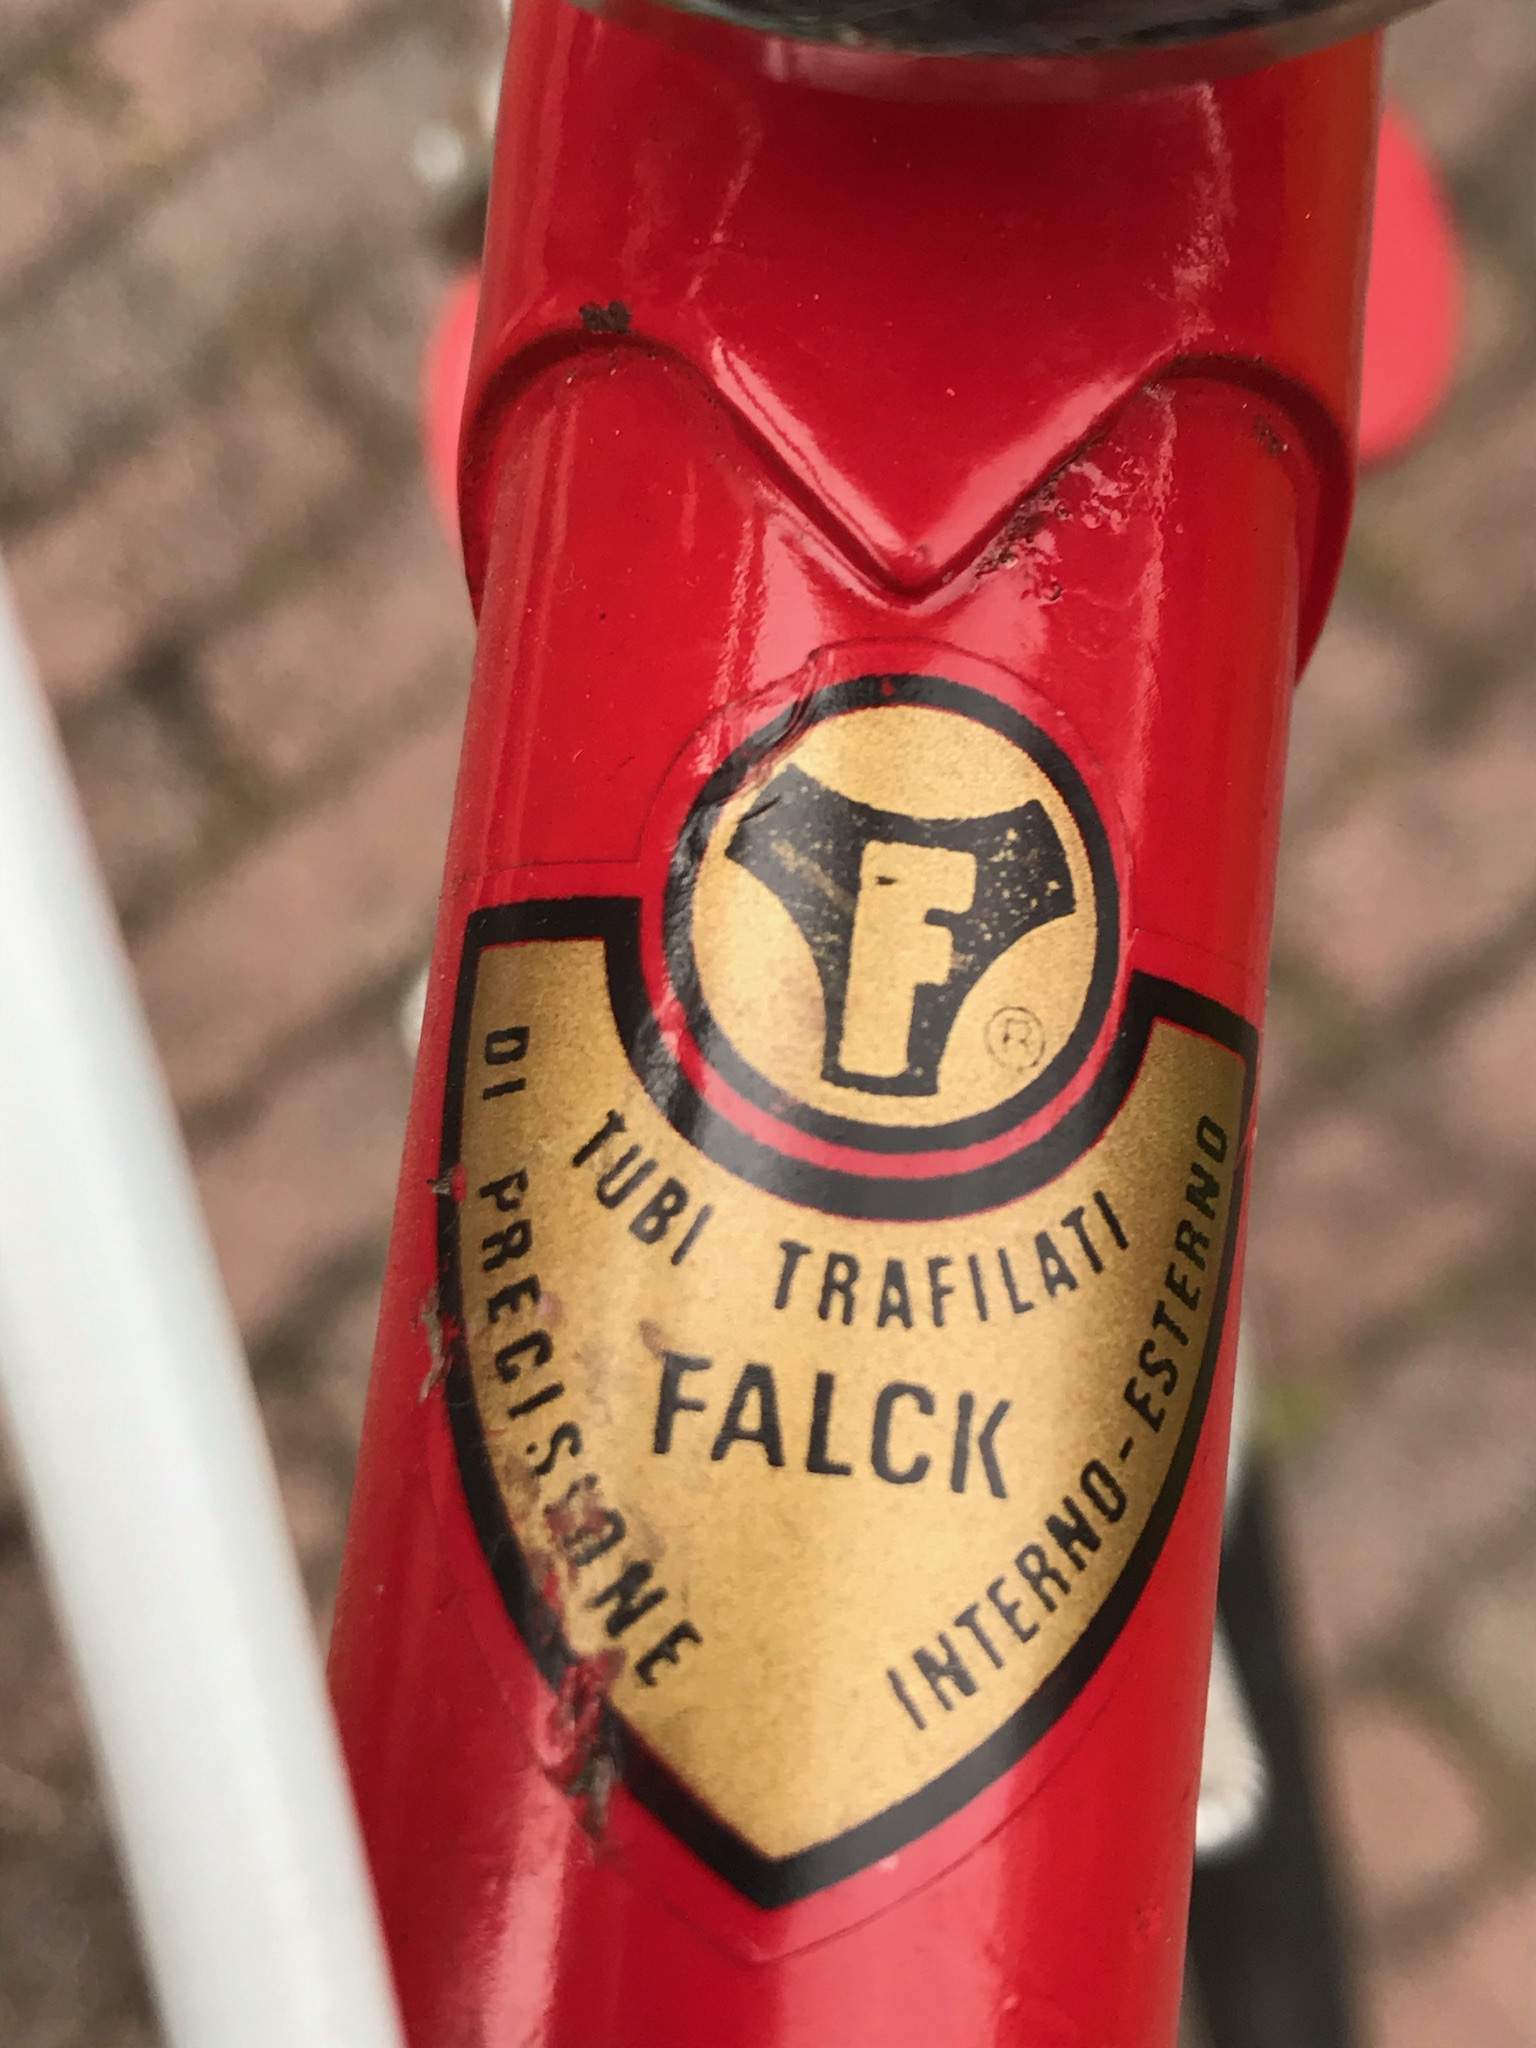 F
®
TUBI TRAFILATI
DI PRECISIONE
FALCK
INTERNO-ESTERNO